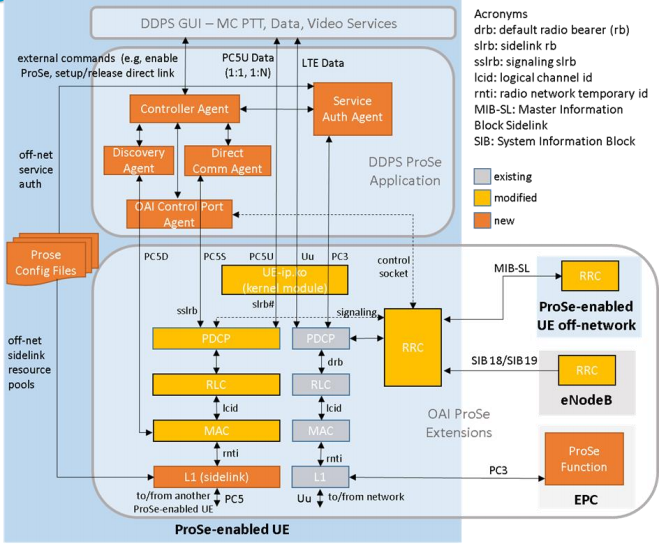 DDPS GUI – MC PTT, Data, Video Services
external commands (e.g, enable
ProSe, setup/release direct link
PC5U Data
(1:1, 1:N)
LTE Data
Controller Agent
Service
Auth Agent
Discovery
Agent
Direct
Comm Agent
DDPS ProSe
Application
OAI Control Port
Agent
off-net
service
auth
Prose
Config Files
off-net
sidelink
resource
pools
PC5D
PC5S
PC5U
Uu
PC3
control
socket
UE-ip.ko
(kernel module)
sslrb
slrb#
signaling
PDCP
PDCP
RRC
drb
RLC
RLC
lcid
lcid
MAC
MAC
rnti
rnti
L1 (sidelink)
L1
to/from another
ProSe-enabled UE
PC5
Uu
to/from network
OAI ProSe
Extensions
ProSe-enabled UE
Acronyms
drb: default radio bearer (rb)
slrb: sidelink rb
sslrb: signaling slrb
lcid: logical channel id
rnti: radio network temporary id
MIB-SL: Master Information
Block Sidelink
SIB: System Information Block
existing
modified
new
MIB-SL
RRC
ProSe-enabled
UE off-network
SIB18/SIB19
RRC
eNodeB
PC3
ProSe
Function
EPC